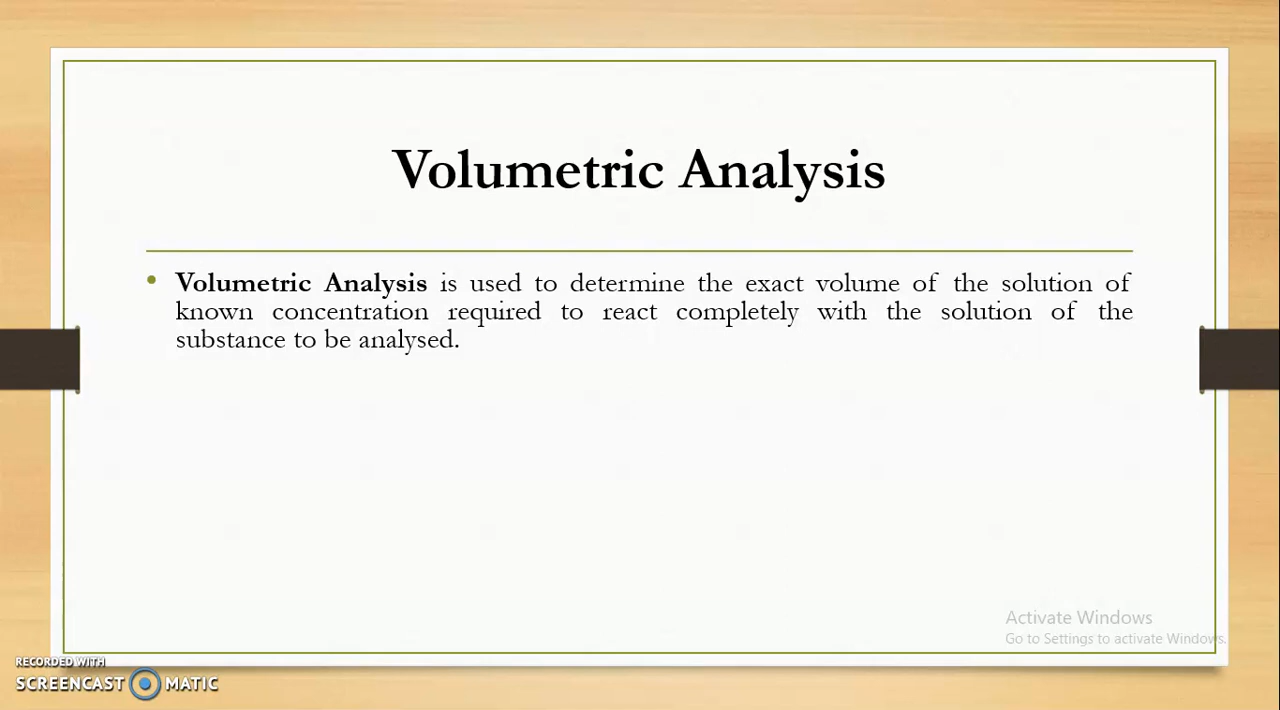 Volumetric Analysis
• Volumetric Analysis is used to determine the exact volume of the solution of
known concentration required to react completely with the solution of the
substance to be analysed.
Activate Windows
Go to Settings to activate Windows.
RECORDED WITH
SCREENCAST MATIC